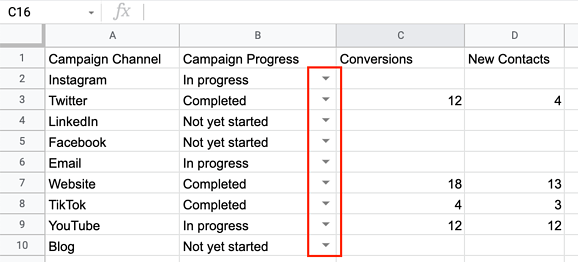 C16 fx
A B C D
1 Campaign Channel Campaign Progress Conversions New Contacts
2 Instagram In progress
3 Twitter Completed 12 4
4 LinkedIn Not yet started
5 Facebook Not yet started
6 Email In progress
7 Website Completed 18 13
8 TikTok Completed 4 3
9 YouTube In progress 12 12
10 Blog Not yet started